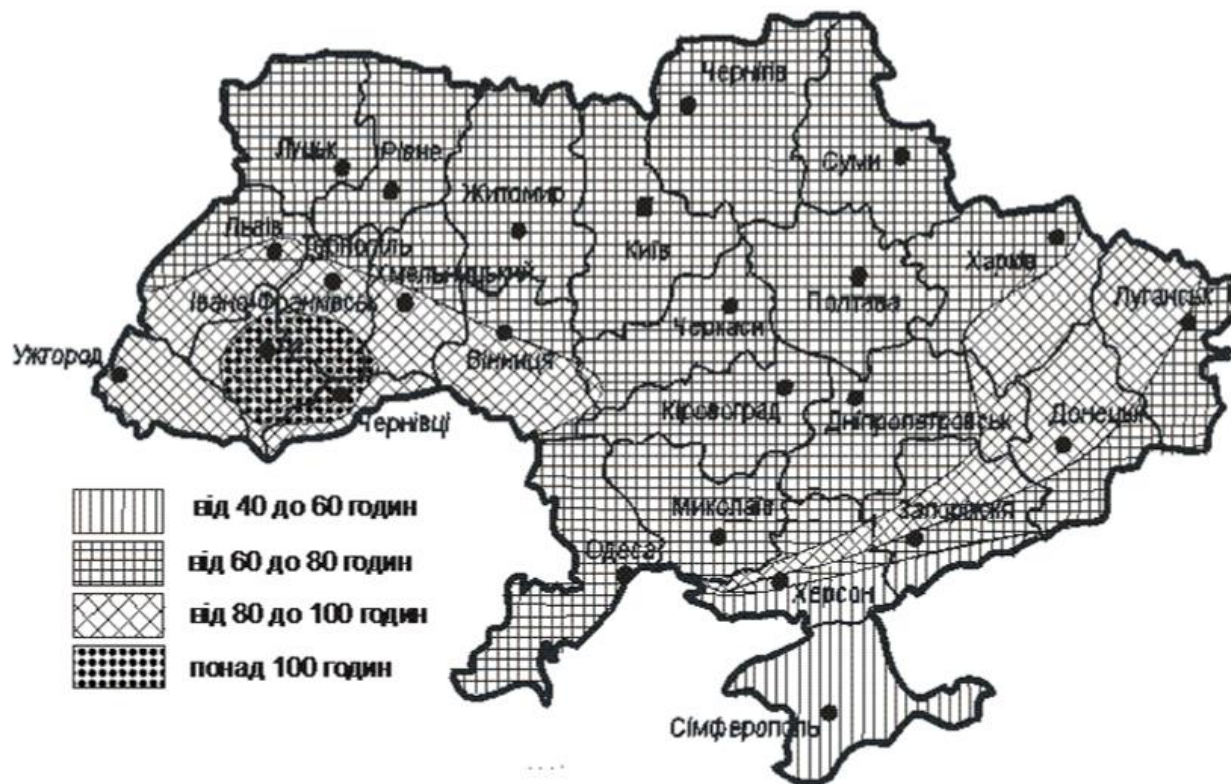 Чернігів
Суми
Луцьк
Рівне
Житомир
Київ
Харків
Львів
Тернопіль
Хмельницький
Луганськ
Івано-Франківськ
Полтава
Черкаси
Вінниця
Ужгород
Чернівці
Кіровоград
Дніпропетровськ
Донецьк
Миколаїв
Запоріжжя
Одеса
Херсон
Сімферополь
від 40 до 60 годин
від 60 до 80 годин
від 80 до 100 годин
понад 100 годин